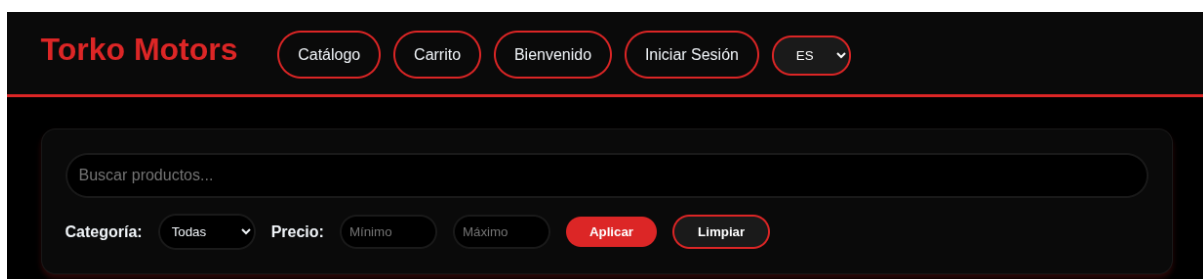 Torko Motors Catálogo Carrito Bienvenido Iniciar Sesión ES
Buscar productos...
Categoría: Todas Precio: Mínimo Máximo Aplicar Limpiar